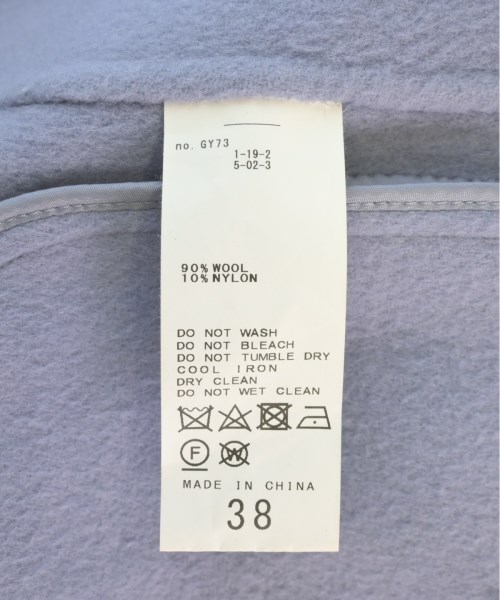 no. GY73
1-19-2
5-02-3
90% WOOL
10% NYLON
DO NOT WASH
DO NOT BLEACH
DO NOT TUMBLE DRY
COOL IRON
DRY CLEAN
DO NOT WET CLEAN
F W
MADE IN CHINA
38